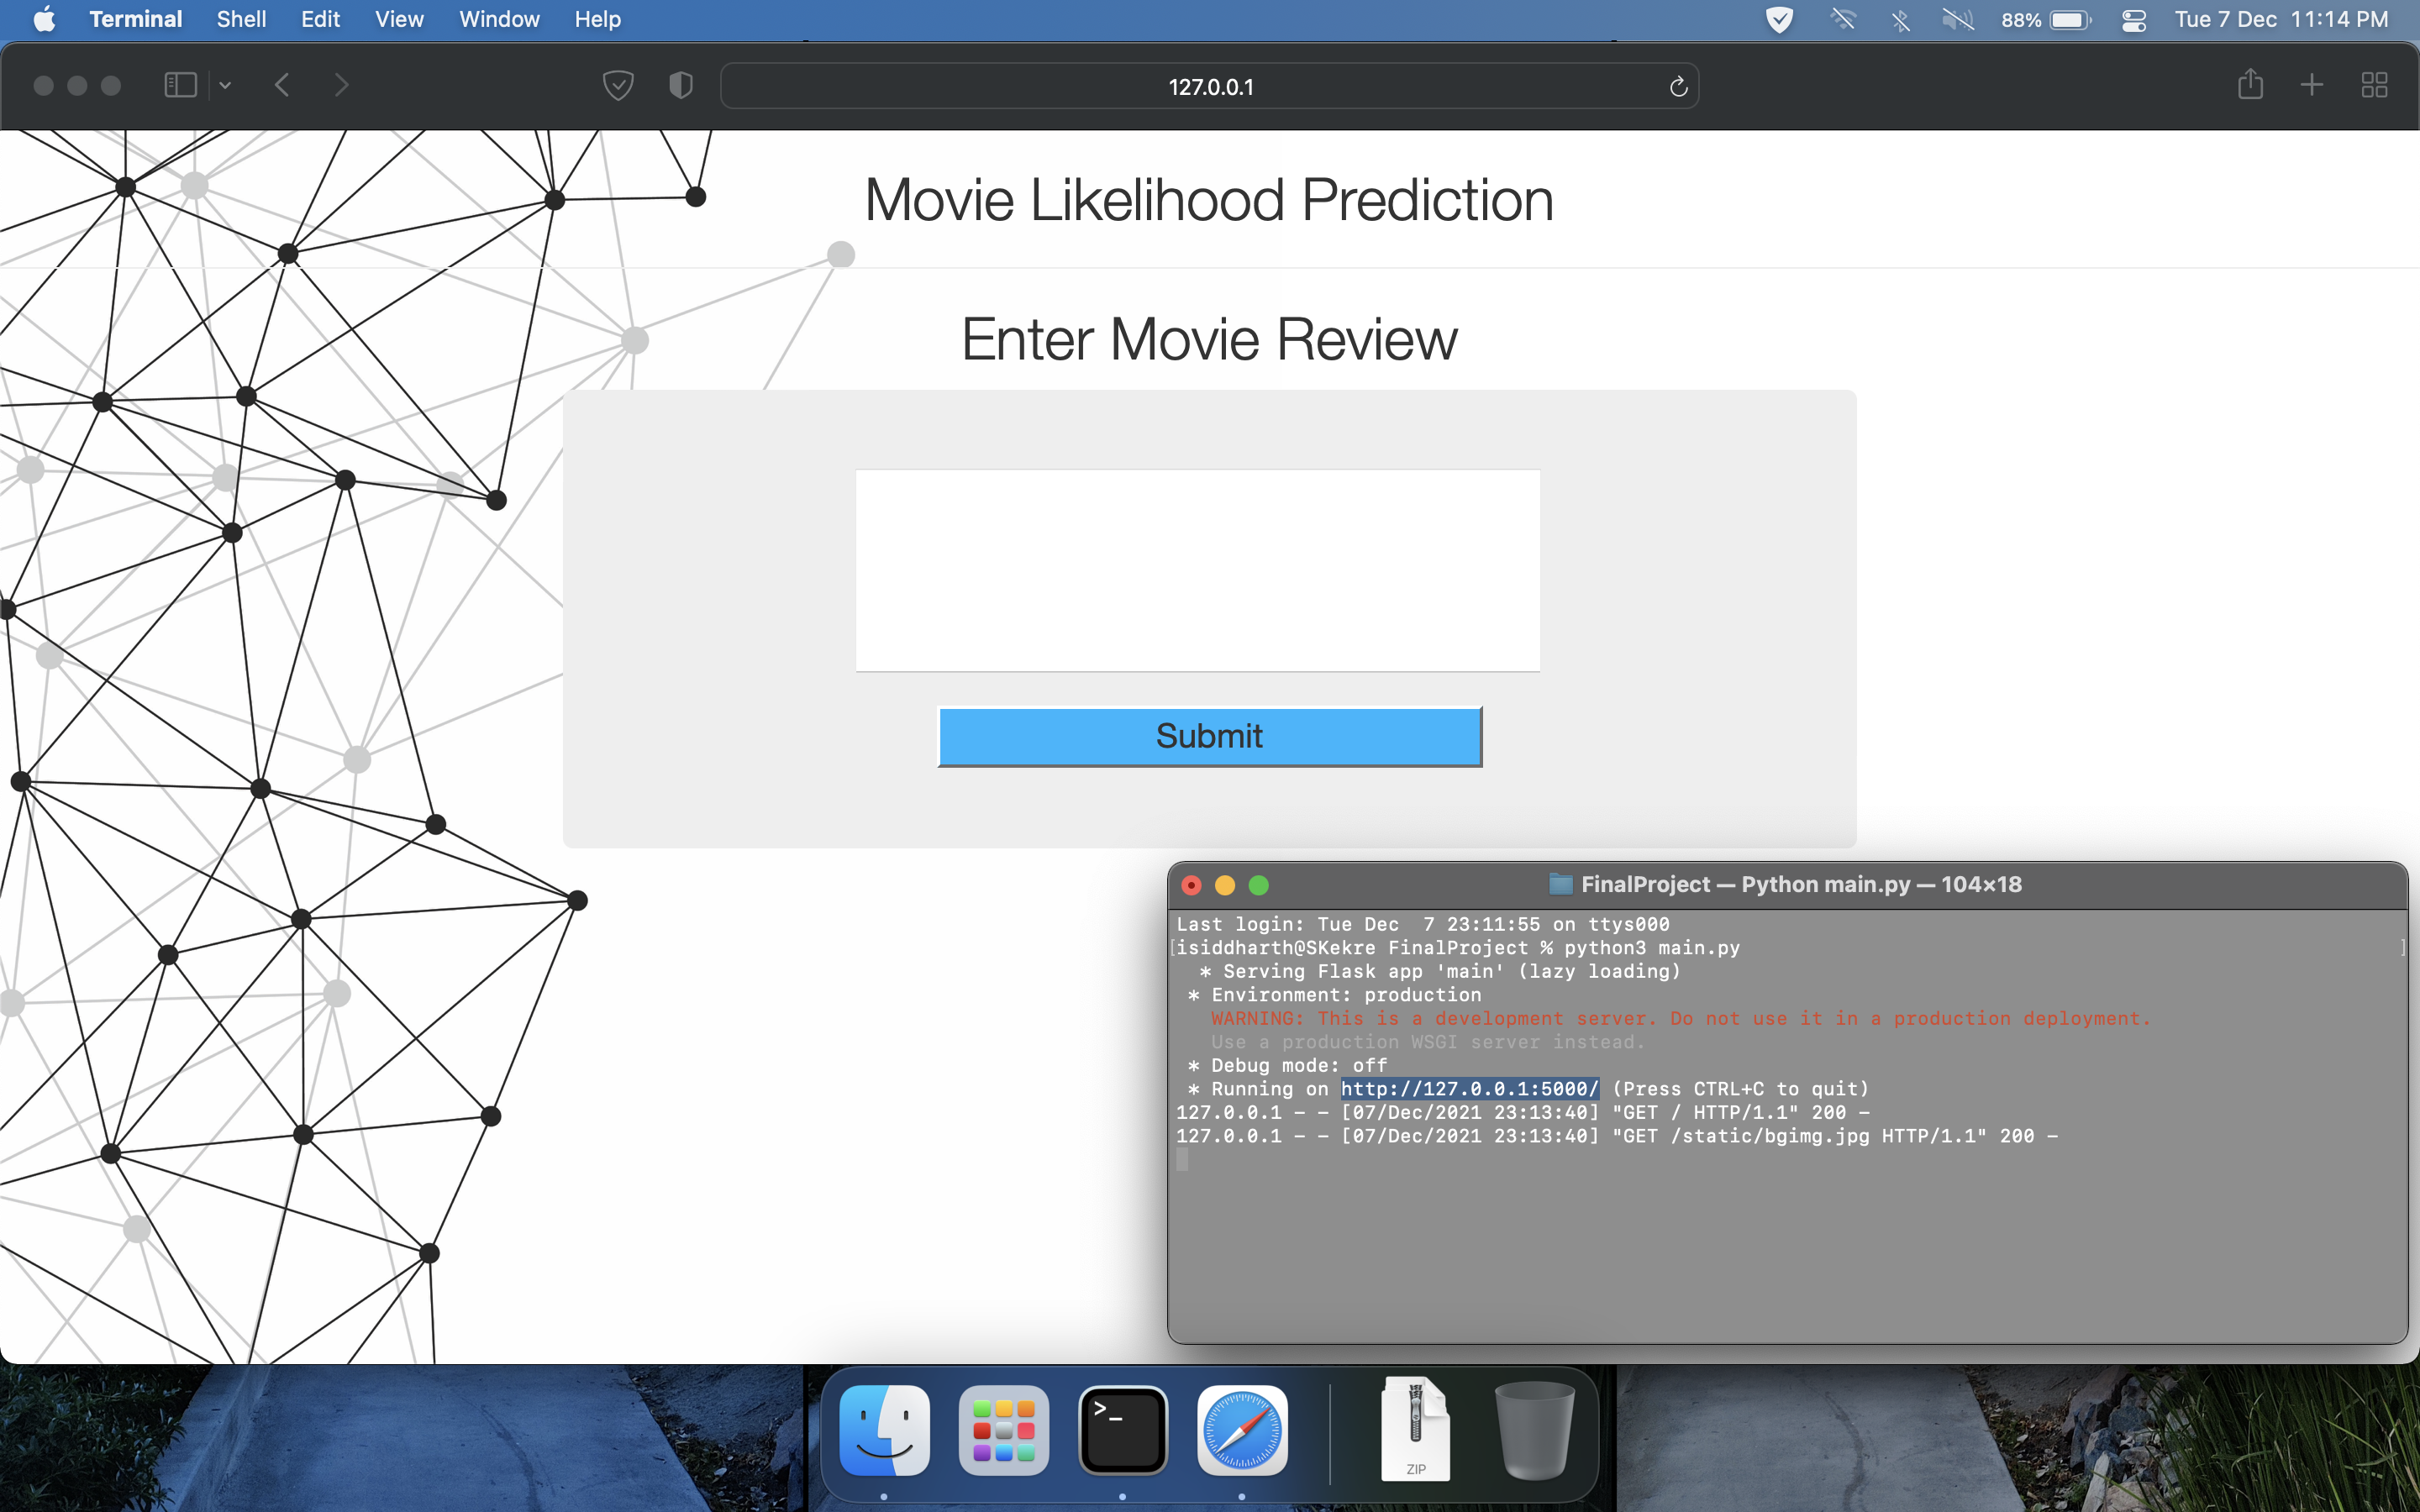 Terminal Shell Edit View Window Help 88% Tue 7 Dec 11:14 PM
127.0.0.1
Movie Likelihood Prediction
Enter Movie Review
Submit
FinalProject — Python main.py — 104×18
Last login: Tue Dec  7 23:11:55 on ttys000
[isiddharth@SKekre FinalProject % python3 main.py ]
* Serving Flask app 'main' (lazy loading)
* Environment: production
WARNING: This is a development server. Do not use it in a production deployment.
Use a production WSGI server instead.
* Debug mode: off
* Running on http://127.0.0.1:5000/ (Press CTRL+C to quit)
127.0.0.1 - - [07/Dec/2021 23:13:40] "GET / HTTP/1.1" 200 -
127.0.0.1 - - [07/Dec/2021 23:13:40] "GET /static/bgimg.jpg HTTP/1.1" 200 -
>_
ZIP